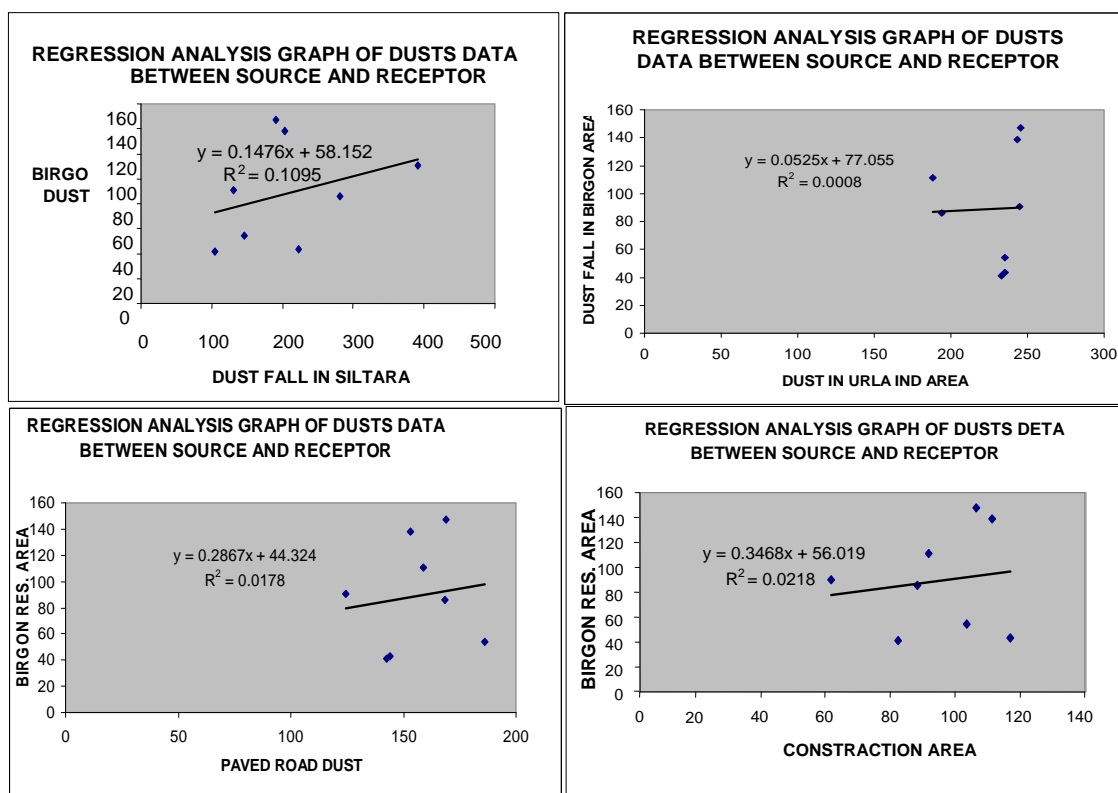 REGRESSION ANALYSIS GRAPH OF DUSTS DATA
BETWEEN SOURCE AND RECEPTOR
160
140
120
100
80
60
40
20
0
BIRGO
DUST
y = 0.1476x + 58.152
R2 = 0.1095
0 100 200 300 400 500
DUST FALL IN SILTARA
REGRESSION ANALYSIS GRAPH OF DUSTS
DATA BETWEEN SOURCE AND RECEPTOR
DUST FALL IN BIRGON AREA
160
140
120
100
80
60
40
20
0
y = 0.0525x + 77.055
R2 = 0.0008
0 50 100 150 200 250 300
DUST IN URLA IND AREA
REGRESSION ANALYSIS GRAPH OF DUSTS DATA
BETWEEN SOURCE AND RECEPTOR
BIRGON RES. AREA
160
140
120
100
80
60
40
20
0
y = 0.2867x + 44.324
R2 = 0.0178
0 50 100 150 200
PAVED ROAD DUST
REGRESSION ANALYSIS GRAPH OF DUSTS DETA
BETWEEN SOURCE AND RECEPTOR
BIRGON RES. AREA
160
140
120
100
80
60
40
20
0
y = 0.3468x + 56.019
R2 = 0.0218
0 20 40 60 80 100 120 140
CONSTRACTION AREA